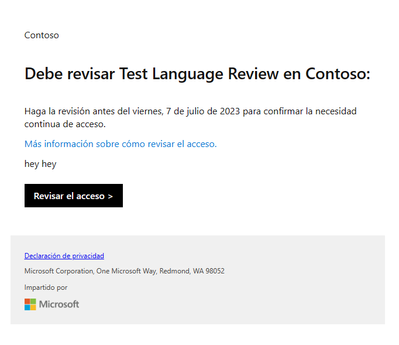 Contoso
Debe revisar Test Language Review en Contoso:
Haga la revisión antes del viernes, 7 de julio de 2023 para confirmar la necesidad
continua de acceso.
Más información sobre cómo revisar el acceso.
hey hey
Revisar el acceso >
Declaración de privacidad
Microsoft Corporation, One Microsoft Way, Redmond, WA 98052
Impartido por
Microsoft